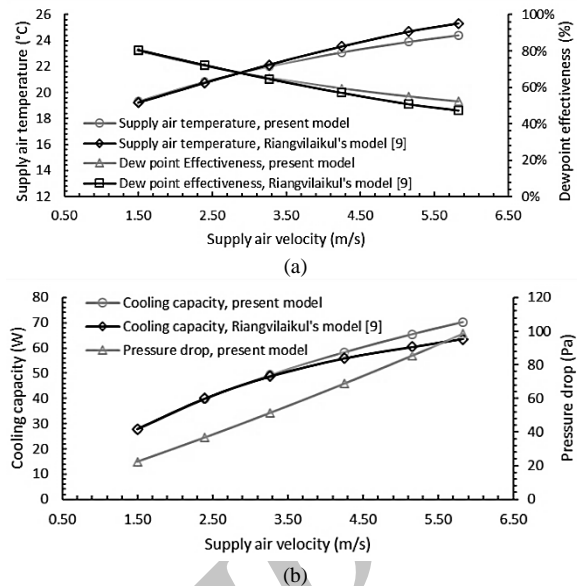 Supply air temperature (°C)
26
24
22
20
18
16
14
12
Supply air temperature, present model
Supply air temperature, Riangvilaikul's model [9]
Dew point Effectiveness, present model
Dew point effectiveness, Riangvilaikul's model [9]
100%
80%
60%
40%
20%
0%
Dewpoint effectiveness (%)
0.50 1.50 2.50 3.50 4.50 5.50 6.50
Supply air velocity (m/s)
(a)
Cooling capacity (W)
80
70
60
50
40
30
20
10
0
Cooling capacity, present model
Cooling capacity, Riangvilaikul's model [9]
Pressure drop, present model
120
100
80
60
40
20
0
Pressure drop (Pa)
0.50 1.50 2.50 3.50 4.50 5.50 6.50
Supply air velocity (m/s)
(b)